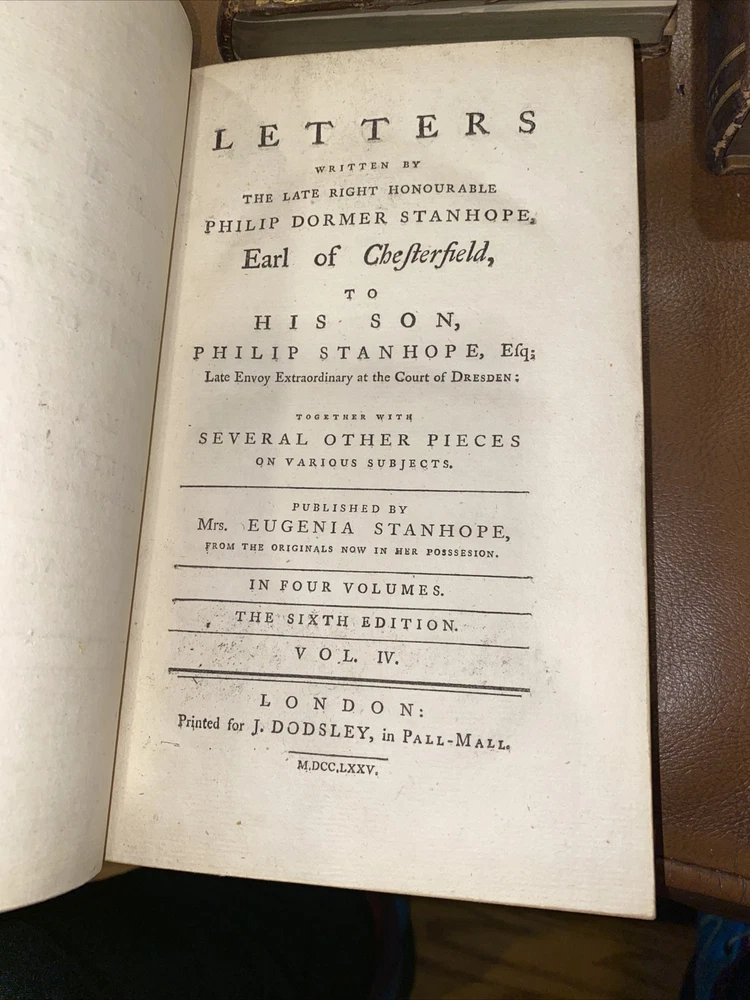 LETTERS
WRITTEN BY
THE LATE RIGHT HONOURABLE
PHILIP DORMER STANHOPE,
Earl of Cheſterfield,
TO
HIS SON,
PHILIP STANHOPE, Eſq;
Late Envoy Extraordinary at the Court of DRESDEN:
TOGETHER WITH
SEVERAL OTHER PIECES
ON VARIOUS SUBJECTS.
PUBLISHED BY
Mrs. EUGENIA STANHOPE,
FROM THE ORIGINALS NOW IN HER POSSSESION.
IN FOUR VOLUMES.
THE SIXTH EDITION.
VOL. IV.
LONDON:
Printed for J. DODSLEY, in PALL-MALL.
M.DCC.LXXV.